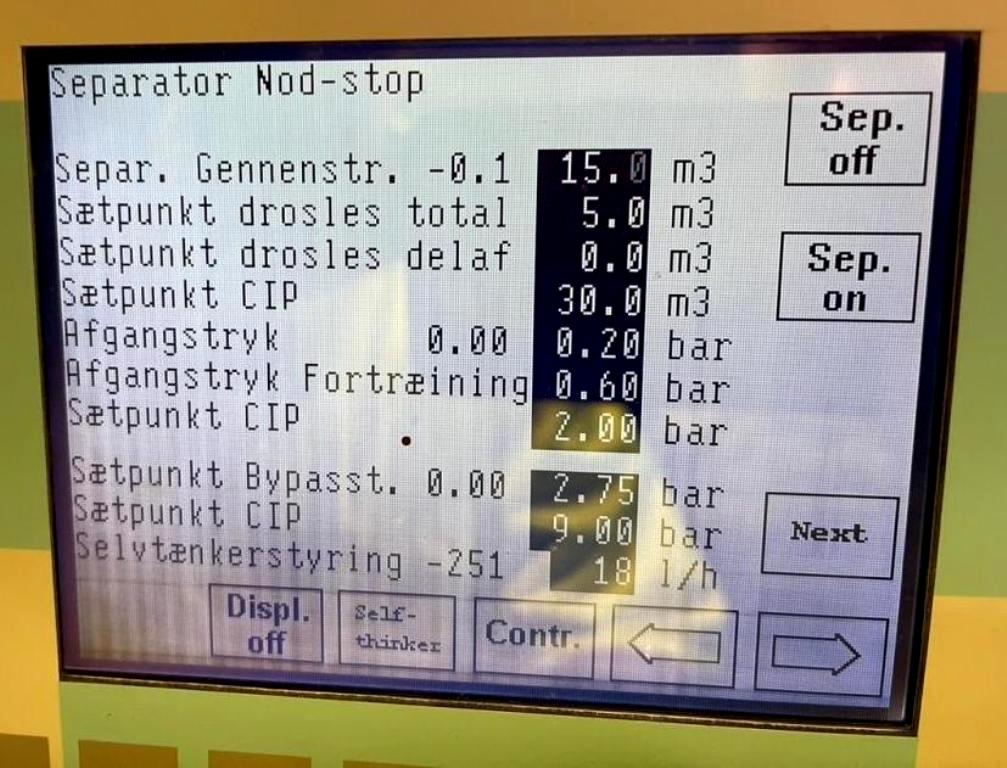 Separator Nod-stop
Sep.
off
Separ. Gennenstr. -0.1 15.0 m3
Sætpunkt drosles total 5.0 m3
Sætpunkt drosles delaf 0.0 m3
Sep.
on
Sætpunkt CIP 30.0 m3
Afgangstryk 0.00 0.20 bar
Afgangstryk Fortræining 0.60 bar
Sætpunkt CIP 2.00 bar
Sætpunkt Bypasst. 0.00 2.75 bar
Sætpunkt CIP 9.00 bar
Next
Selvtænkerstyring -251 18 l/h
Displ.
off
Self-
thinker
Contr.